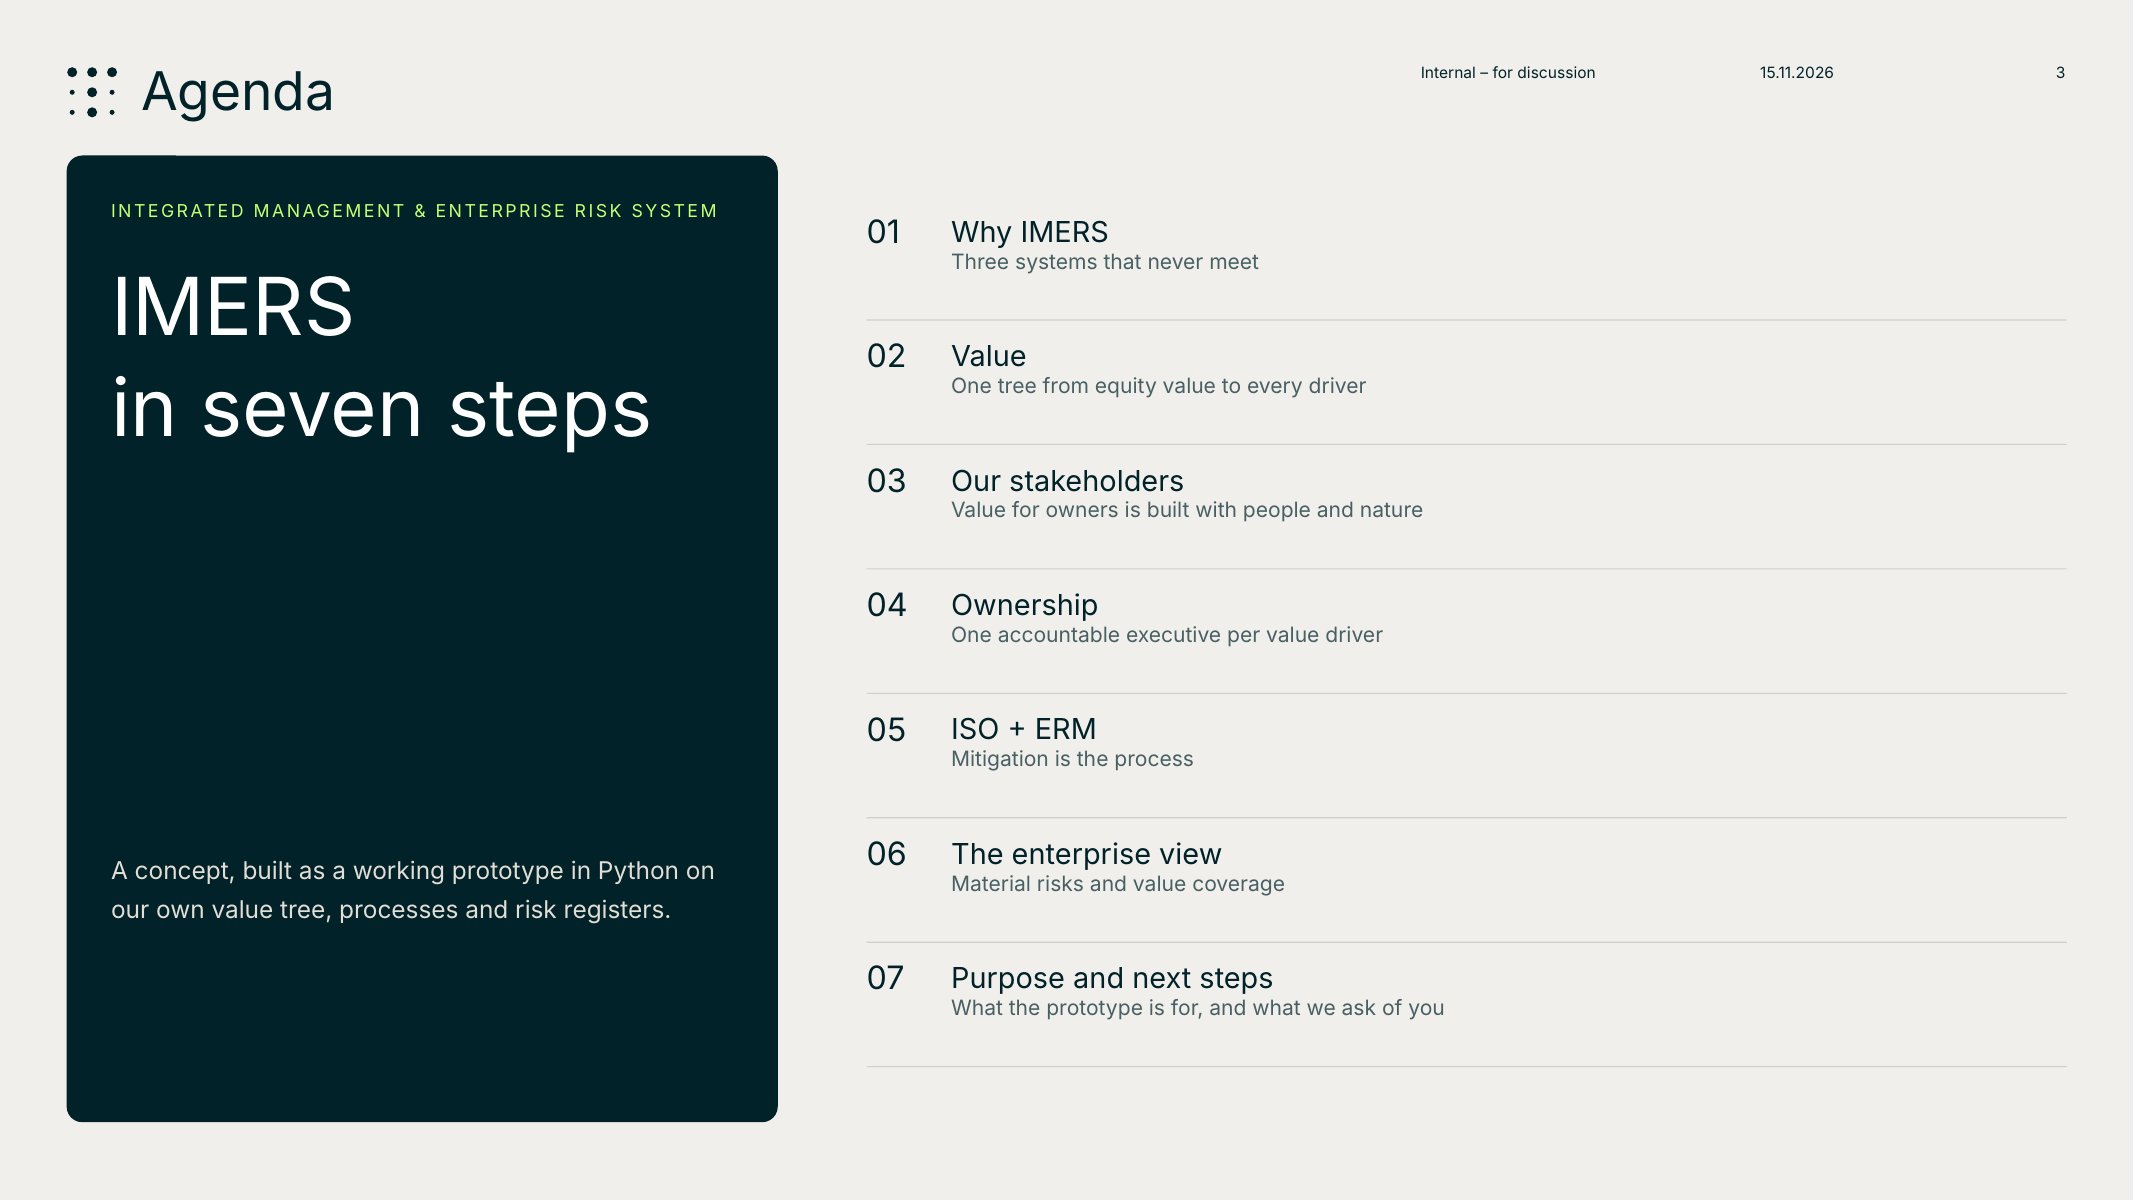 Agenda
Internal – for discussion
15.11.2026
3
INTEGRATED MANAGEMENT & ENTERPRISE RISK SYSTEM
IMERS
in seven steps
A concept, built as a working prototype in Python on
our own value tree, processes and risk registers.
01 Why IMERS
Three systems that never meet
02 Value
One tree from equity value to every driver
03 Our stakeholders
Value for owners is built with people and nature
04 Ownership
One accountable executive per value driver
05 ISO + ERM
Mitigation is the process
06 The enterprise view
Material risks and value coverage
07 Purpose and next steps
What the prototype is for, and what we ask of you